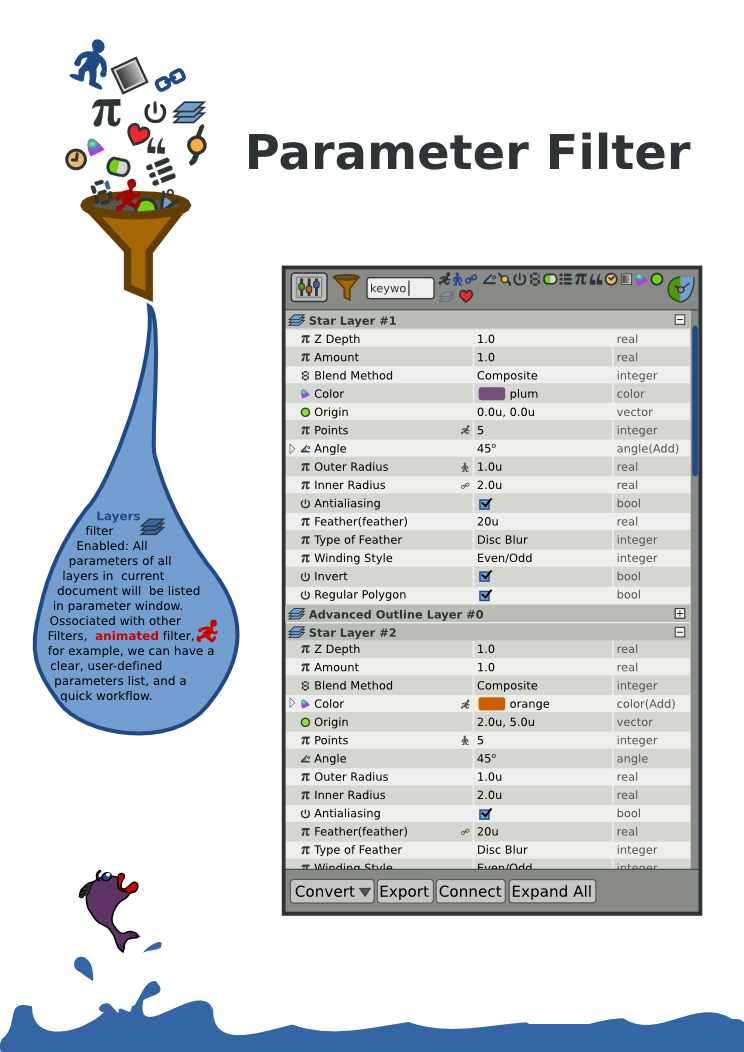 Parameter Filter
keywo
Star Layer #1
Z Depth 1.0 real
Amount 1.0 real
Blend Method Composite integer
Color plum color
Origin 0.0u, 0.0u vector
Points 5 integer
Angle 45° angle(Add)
Outer Radius 1.0u real
Inner Radius 2.0u real
Antialiasing bool
Feather(feather) 20u real
Type of Feather Disc Blur integer
Winding Style Even/Odd integer
Invert bool
Regular Polygon bool
Advanced Outline Layer #0
Star Layer #2
Z Depth 1.0 real
Amount 1.0 real
Blend Method Composite integer
Color orange color(Add)
Origin 2.0u, 5.0u vector
Points 5 integer
Angle 45° angle
Outer Radius 1.0u real
Inner Radius 2.0u real
Antialiasing bool
Feather(feather) 20u real
Type of Feather Disc Blur integer
Winding Style Even/Odd integer
Convert Export Connect Expand All
Layers
filter
Enabled: All
parameters of all
layers in current
document will be listed
in parameter window.
Ossociated with other
Filters, animated filter,
for example, we can have a
clear, user-defined
parameters list, and a
quick workflow.